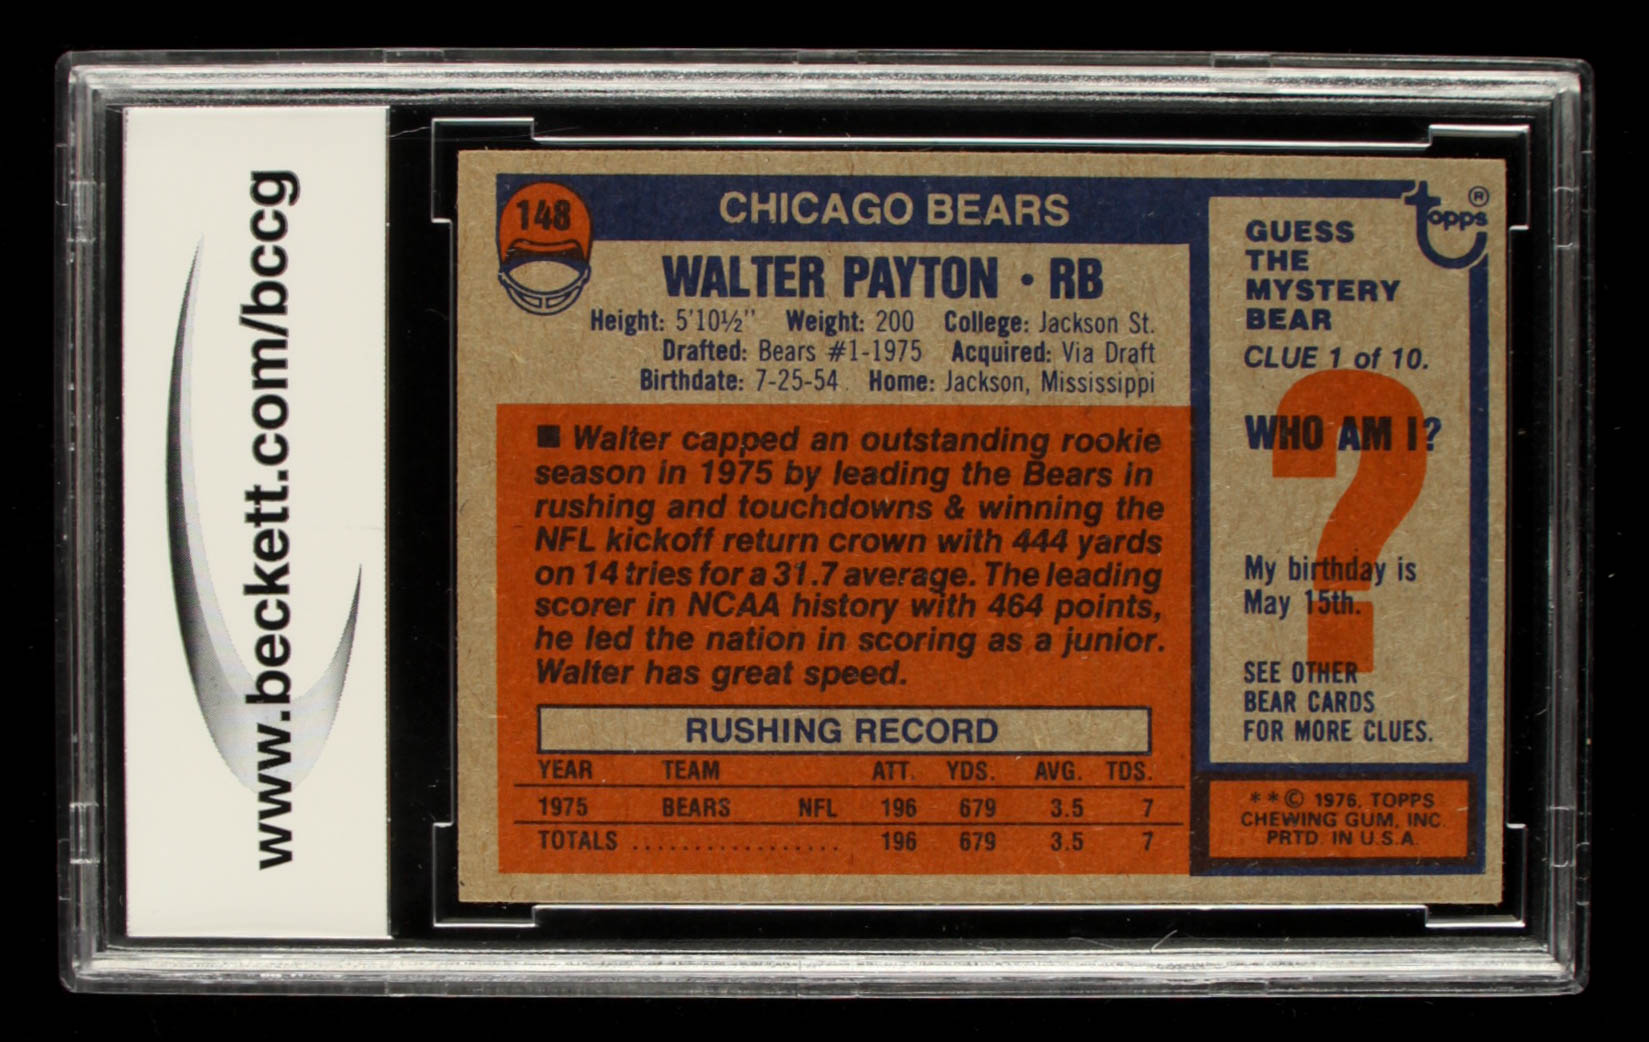 www.beckett.com/bccg
148
CHICAGO BEARS
WALTER PAYTON • RB
Height: 5'10½" Weight: 200 College: Jackson St.
Drafted: Bears #1-1975 Acquired: Via Draft
Birthdate: 7-25-54 Home: Jackson, Mississippi
■ Walter capped an outstanding rookie
season in 1975 by leading the Bears in
rushing and touchdowns & winning the
NFL kickoff return crown with 444 yards
on 14 tries for a 31.7 average. The leading
scorer in NCAA history with 464 points,
he led the nation in scoring as a junior.
Walter has great speed.
RUSHING RECORD
YEAR TEAM ATT. YDS. AVG. TDS.
1975 BEARS NFL 196 679 3.5 7
TOTALS ................. 196 679 3.5 7
topps ®
GUESS
THE
MYSTERY
BEAR
CLUE 1 of 10.
WHO AM I?
?
My birthday is
May 15th.
SEE OTHER
BEAR CARDS
FOR MORE CLUES.
**© 1976, TOPPS
CHEWING GUM, INC.
PRTD. IN U.S.A.